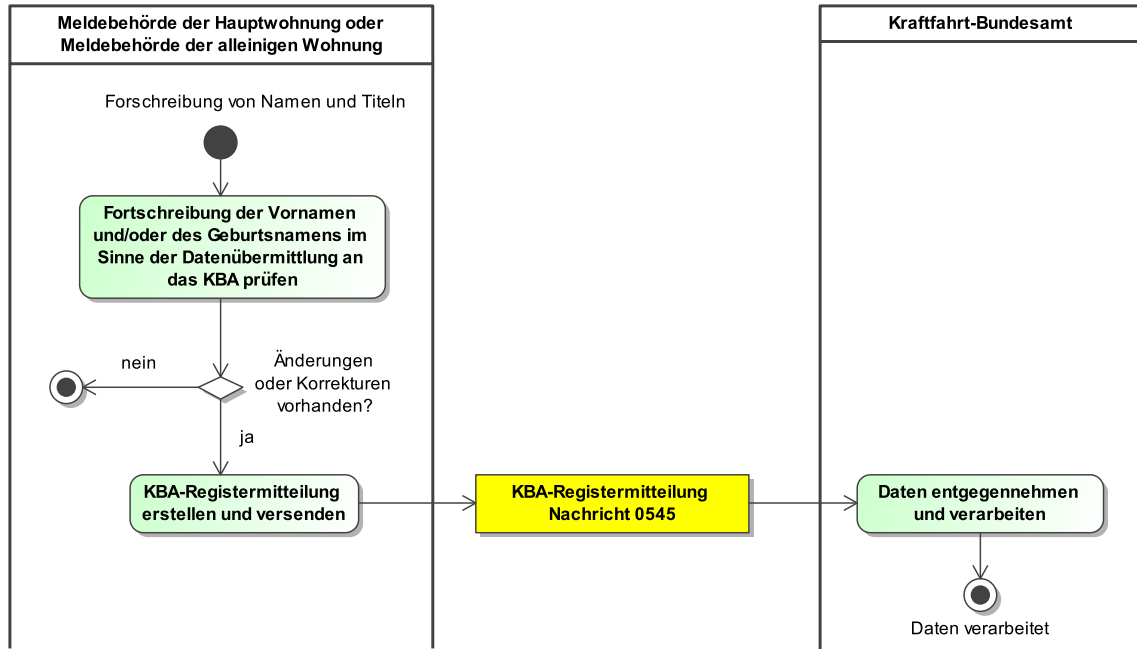 Meldebehörde der Hauptwohnung oder
Meldebehörde der alleinigen Wohnung
Kraftfahrt-Bundesamt
Forschreibung von Namen und Titeln
Fortschreibung der Vornamen
und/oder des Geburtsnamens im
Sinne der Datenübermittlung an
das KBA prüfen
nein
Änderungen
oder Korrekturen
vorhanden?
ja
KBA-Registermitteilung
erstellen und versenden
KBA-Registermitteilung
Nachricht 0545
Daten entgegennehmen
und verarbeiten
Daten verarbeitet